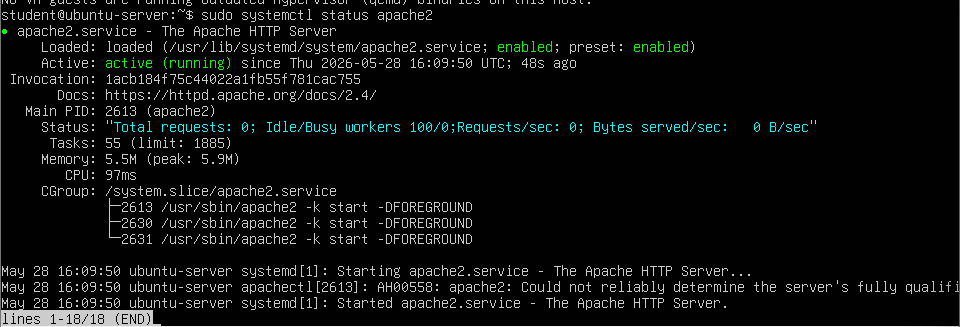 No VM guests are running outdated hypervisor (qemu) binaries on this host.
student@ubuntu-server:~$ sudo systemctl status apache2
● apache2.service - The Apache HTTP Server
Loaded: loaded (/usr/lib/systemd/system/apache2.service; enabled; preset: enabled)
Active: active (running) since Thu 2026-05-28 16:09:50 UTC; 48s ago
Invocation: 1acb184f75c44022a1fb55f781cac755
Docs: https://httpd.apache.org/docs/2.4/
Main PID: 2613 (apache2)
Status: "Total requests: 0; Idle/Busy workers 100/0;Requests/sec: 0; Bytes served/sec:   0 B/sec"
Tasks: 55 (limit: 1885)
Memory: 5.5M (peak: 5.9M)
CPU: 97ms
CGroup: /system.slice/apache2.service
├─2613 /usr/sbin/apache2 -k start -DFOREGROUND
├─2630 /usr/sbin/apache2 -k start -DFOREGROUND
└─2631 /usr/sbin/apache2 -k start -DFOREGROUND
May 28 16:09:50 ubuntu-server systemd[1]: Starting apache2.service - The Apache HTTP Server...
May 28 16:09:50 ubuntu-server apachectl[2613]: AH00558: apache2: Could not reliably determine the server's fully qualifi
May 28 16:09:50 ubuntu-server systemd[1]: Started apache2.service - The Apache HTTP Server.
lines 1-18/18 (END)